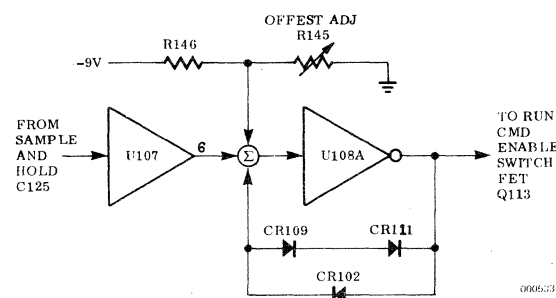 OFFEST ADJ
R146
R145
-9V
FROM
SAMPLE
AND
HOLD
C125
U107
6
Σ
U108A
TO RUN
CMD
ENABLE
SWITCH
FET
Q113
CR109
CR111
CR102
000533